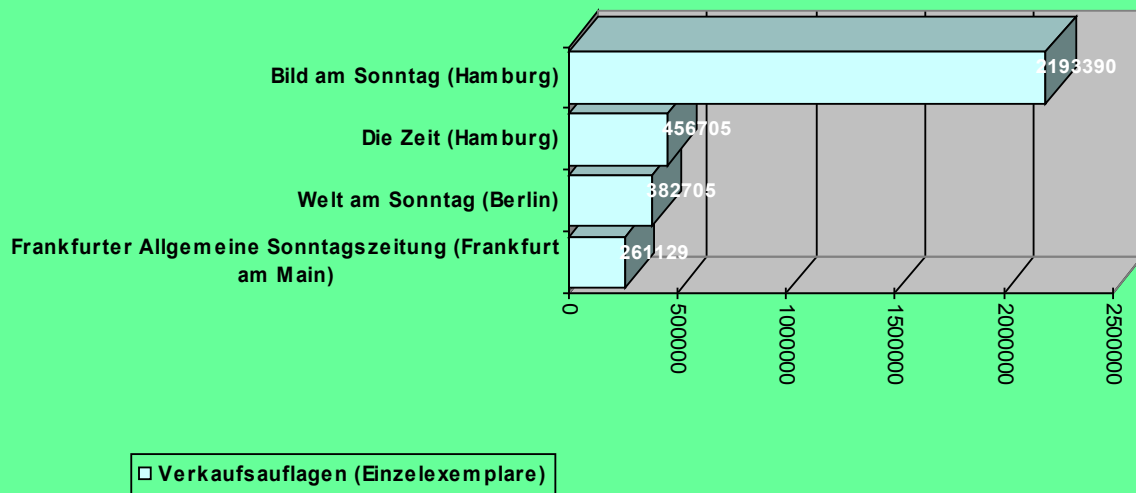 Bild am Sonntag (Hamburg)
2193390
Die Zeit (Hamburg)
456705
Welt am Sonntag (Berlin)
382705
Frankfurter Allgemeine Sonntagszeitung (Frankfurt
am Main)
261129
0
500000
1000000
1500000
2000000
2500000
Verkaufsauflagen (Einzelexemplare)